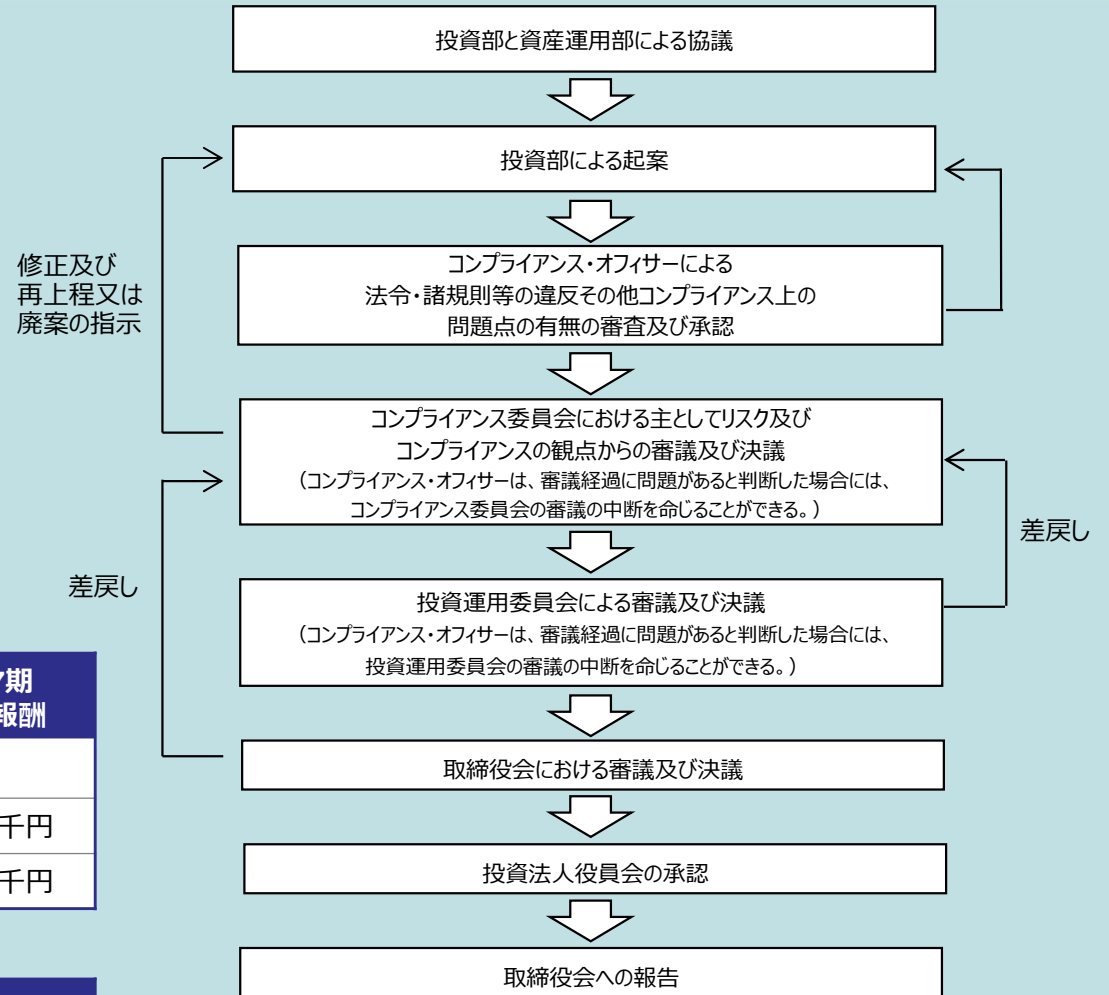 投資部と資産運用部による協議
投資部による起案
修正及び
再上程又は
廃案の指示
コンプライアンス・オフィサーによる
法令・諸規則等の違反その他コンプライアンス上の
問題点の有無の審査及び承認
コンプライアンス委員会における主としてリスク及び
コンプライアンスの観点からの審議及び決議
(コンプライアンス・オフィサーは、審議経過に問題があると判断した場合には、
コンプライアンス委員会の審議の中断を命じることができる。)
差戻し
差戻し
投資運用委員会による審議及び決議
(コンプライアンス・オフィサーは、審議経過に問題があると判断した場合には、
投資運用委員会の審議の中断を命じることができる。)
取締役会における審議及び決議
投資法人役員会の承認
取締役会への報告
期
報酬
千円
千円